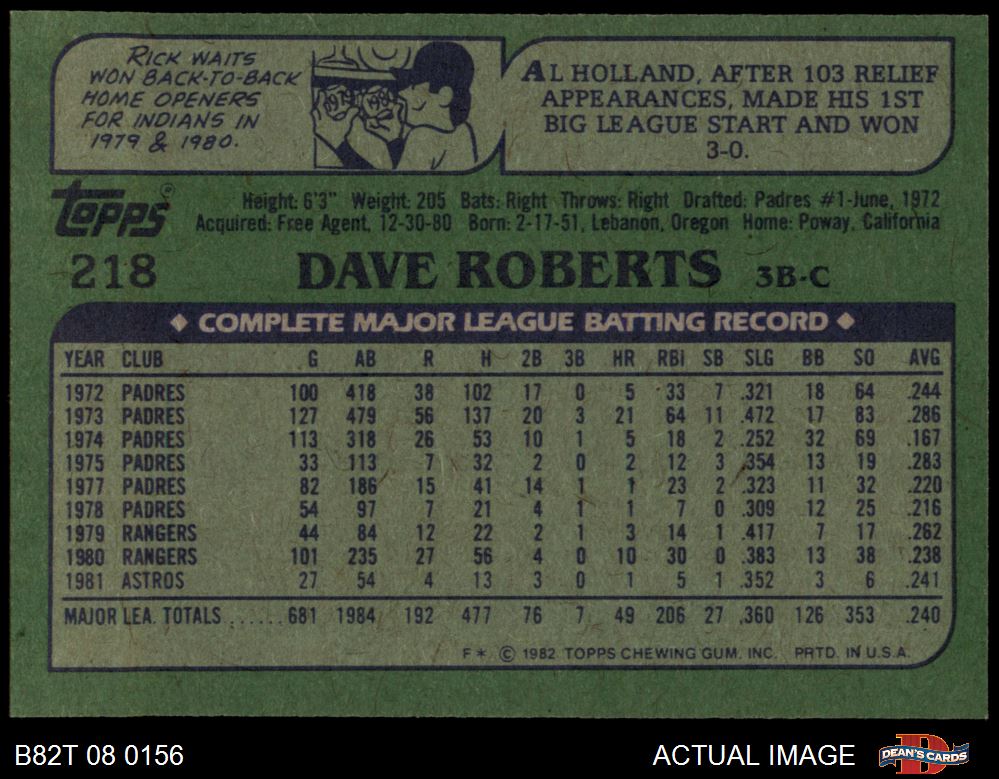 RICK WAITS
WON BACK-TO-BACK
HOME OPENERS
FOR INDIANS IN
1979 & 1980.
1979 1980
AL HOLLAND, AFTER 103 RELIEF
APPEARANCES, MADE HIS 1ST
BIG LEAGUE START AND WON
3-0.
Topps®
Height: 6'3" Weight: 205 Bats: Right Throws: Right Drafted: Padres #1-June, 1972
Acquired: Free Agent, 12-30-80 Born: 2-17-51, Lebanon, Oregon Home: Poway, California
218 DAVE ROBERTS 3B-C
COMPLETE MAJOR LEAGUE BATTING RECORD
YEAR CLUB G AB R H 2B 3B HR RBI SB SLG BB SO AVG
1972 PADRES 100 418 38 102 17 0 5 33 7 .321 18 64 .244
1973 PADRES 127 479 56 137 20 3 21 64 11 .472 17 83 .286
1974 PADRES 113 318 26 53 10 1 5 18 2 .252 32 69 .167
1975 PADRES 33 113 7 32 2 0 2 12 3 .354 13 19 .283
1977 PADRES 82 186 15 41 14 1 1 23 2 .323 11 32 .220
1978 PADRES 54 97 7 21 4 1 1 7 0 .309 12 25 .216
1979 RANGERS 44 84 12 22 2 1 3 14 1 .417 7 17 .262
1980 RANGERS 101 235 27 56 4 0 10 30 0 .383 13 38 .238
1981 ASTROS 27 54 4 13 3 0 1 5 1 .352 3 6 .241
MAJOR LEA. TOTALS ......681 1984 192 477 76 7 49 206 27 .360 126 353 .240
F✶. © 1982 TOPPS CHEWING GUM, INC. PRTD. IN U.S.A.
B82T 08 0156 ACTUAL IMAGE DEAN'S CARDS